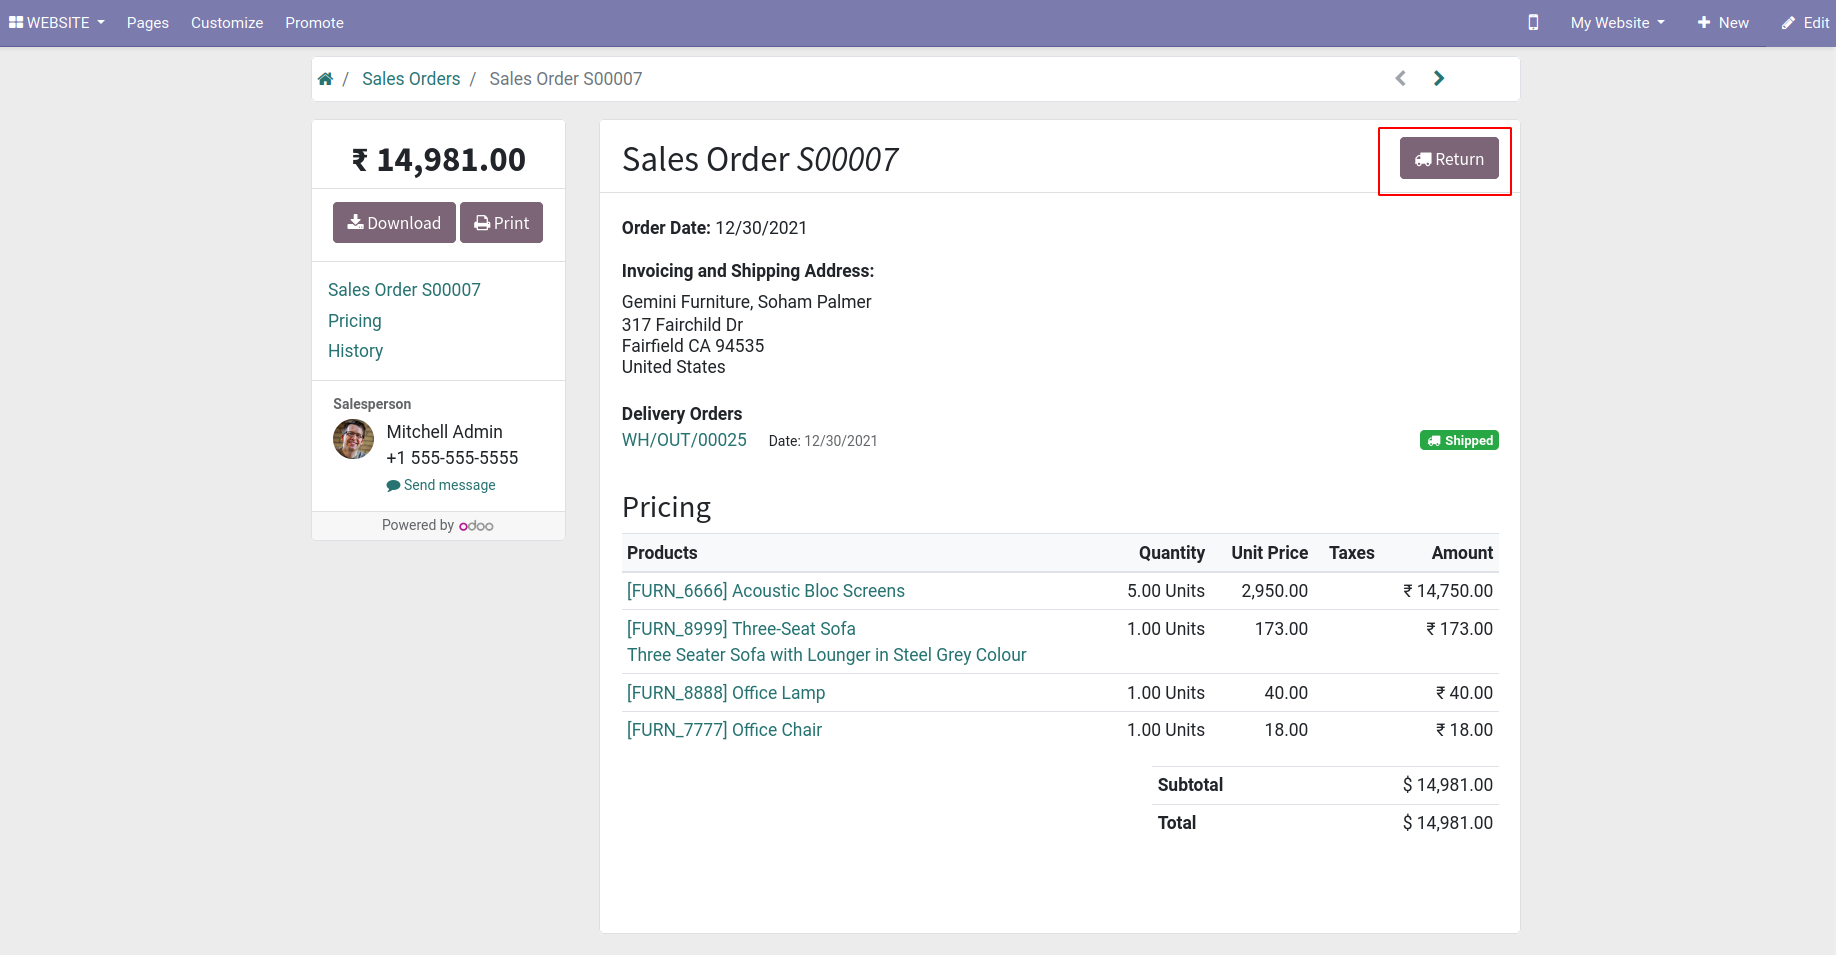 WEBSITE Pages Customize Promote My Website New Edit
/ Sales Orders / Sales Order S00007
₹ 14,981.00
Download Print
Sales Order S00007
Pricing
History
Salesperson
Mitchell Admin
+1 555-555-5555
Send message
Powered by odoo
Sales Order S00007 Return
Order Date: 12/30/2021
Invoicing and Shipping Address:
Gemini Furniture, Soham Palmer
317 Fairchild Dr
Fairfield CA 94535
United States
Delivery Orders
WH/OUT/00025 Date: 12/30/2021 Shipped
Pricing
Products Quantity Unit Price Taxes Amount
[FURN_6666] Acoustic Bloc Screens 5.00 Units 2,950.00 ₹ 14,750.00
[FURN_8999] Three-Seat Sofa 1.00 Units 173.00 ₹ 173.00
Three Seater Sofa with Lounger in Steel Grey Colour
[FURN_8888] Office Lamp 1.00 Units 40.00 ₹ 40.00
[FURN_7777] Office Chair 1.00 Units 18.00 ₹ 18.00
Subtotal $ 14,981.00
Total $ 14,981.00